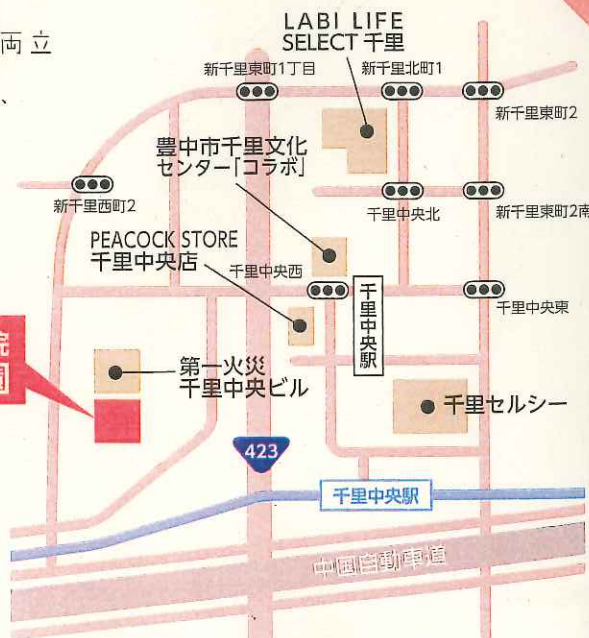 両立
、
LABI LIFE
SELECT 千里
新千里東町1丁目
新千里北町1
新千里東町2
豊中市千里文化
センター「コラボ」
新千里西町2
千里中央北
新千里東町2南
PEACOCK STORE
千里中央店
千里中央西
千里中央駅
千里中央東
院
第一火災
千里中央ビル
千里セルシー
423
千里中央駅
中国自動車道